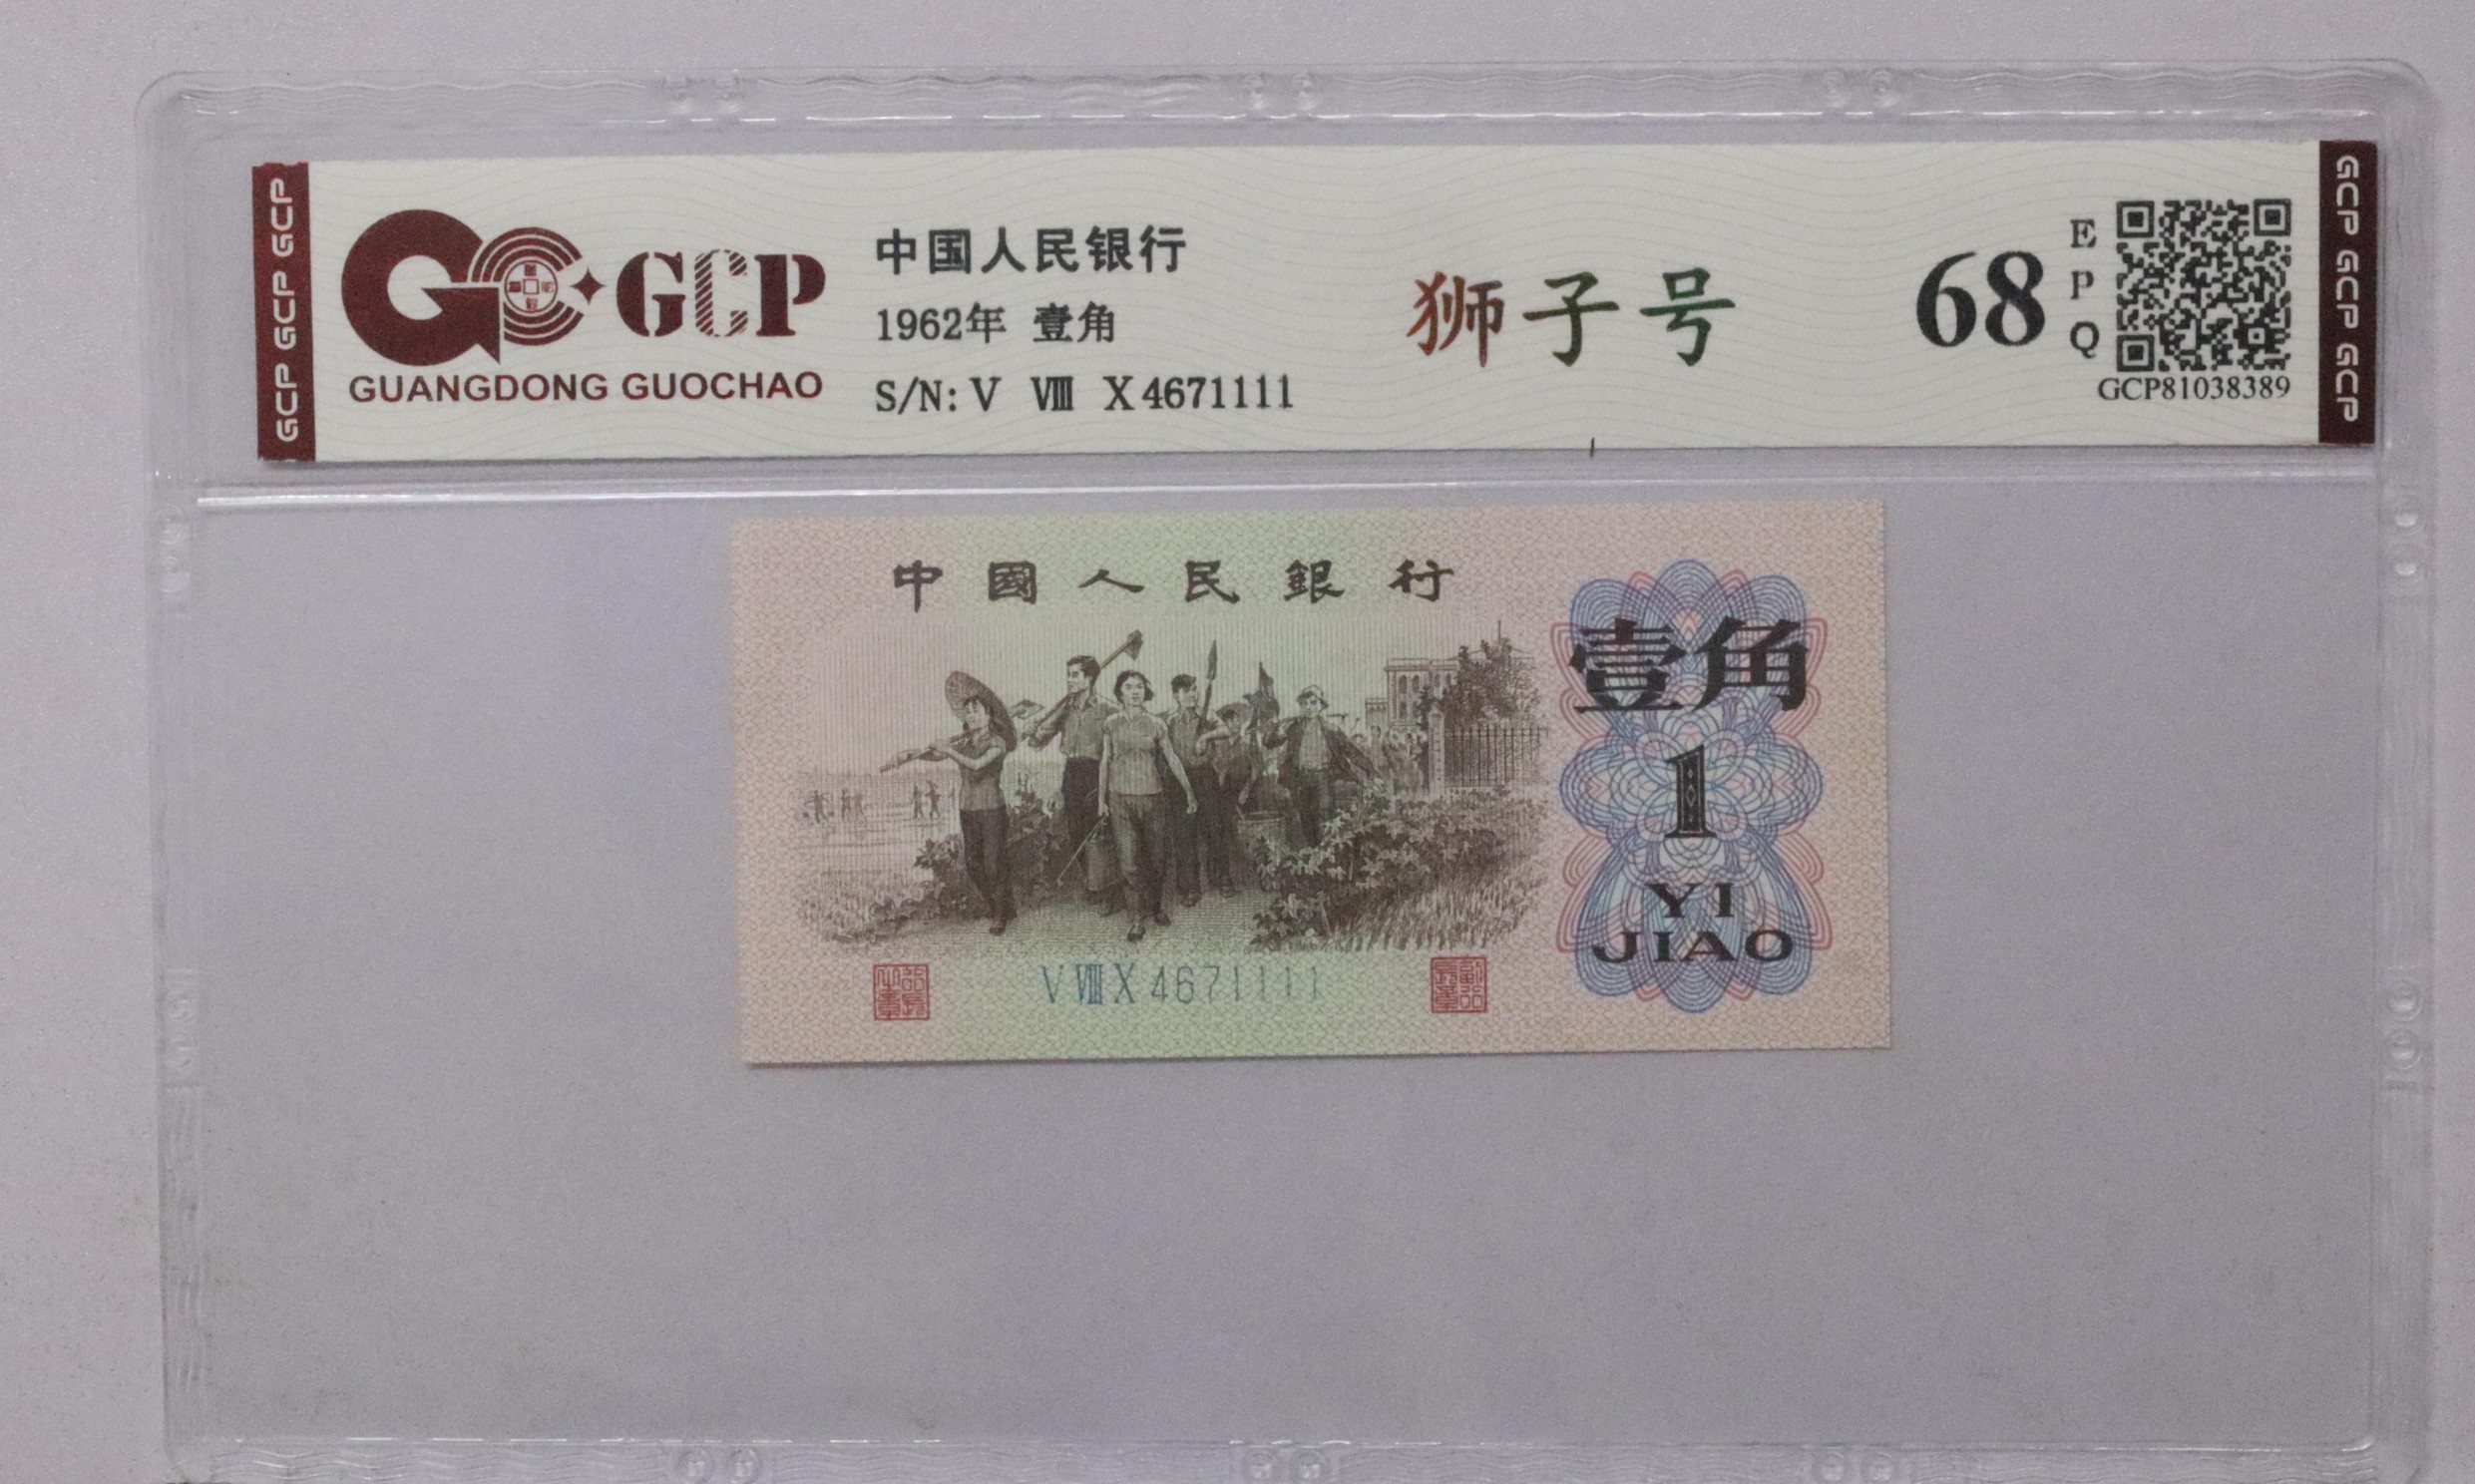 GCP GCP GCP
GCP
GUANGDONG GUOCHAO
中国人民银行
1962年 壹角
S/N: V Ⅷ X 4671111
狮子号
68
E
P
Q
GCP81038389
GCP GCP GCP
中國人民銀行
壹角
1
YI
JIAO
V Ⅷ X 4671111